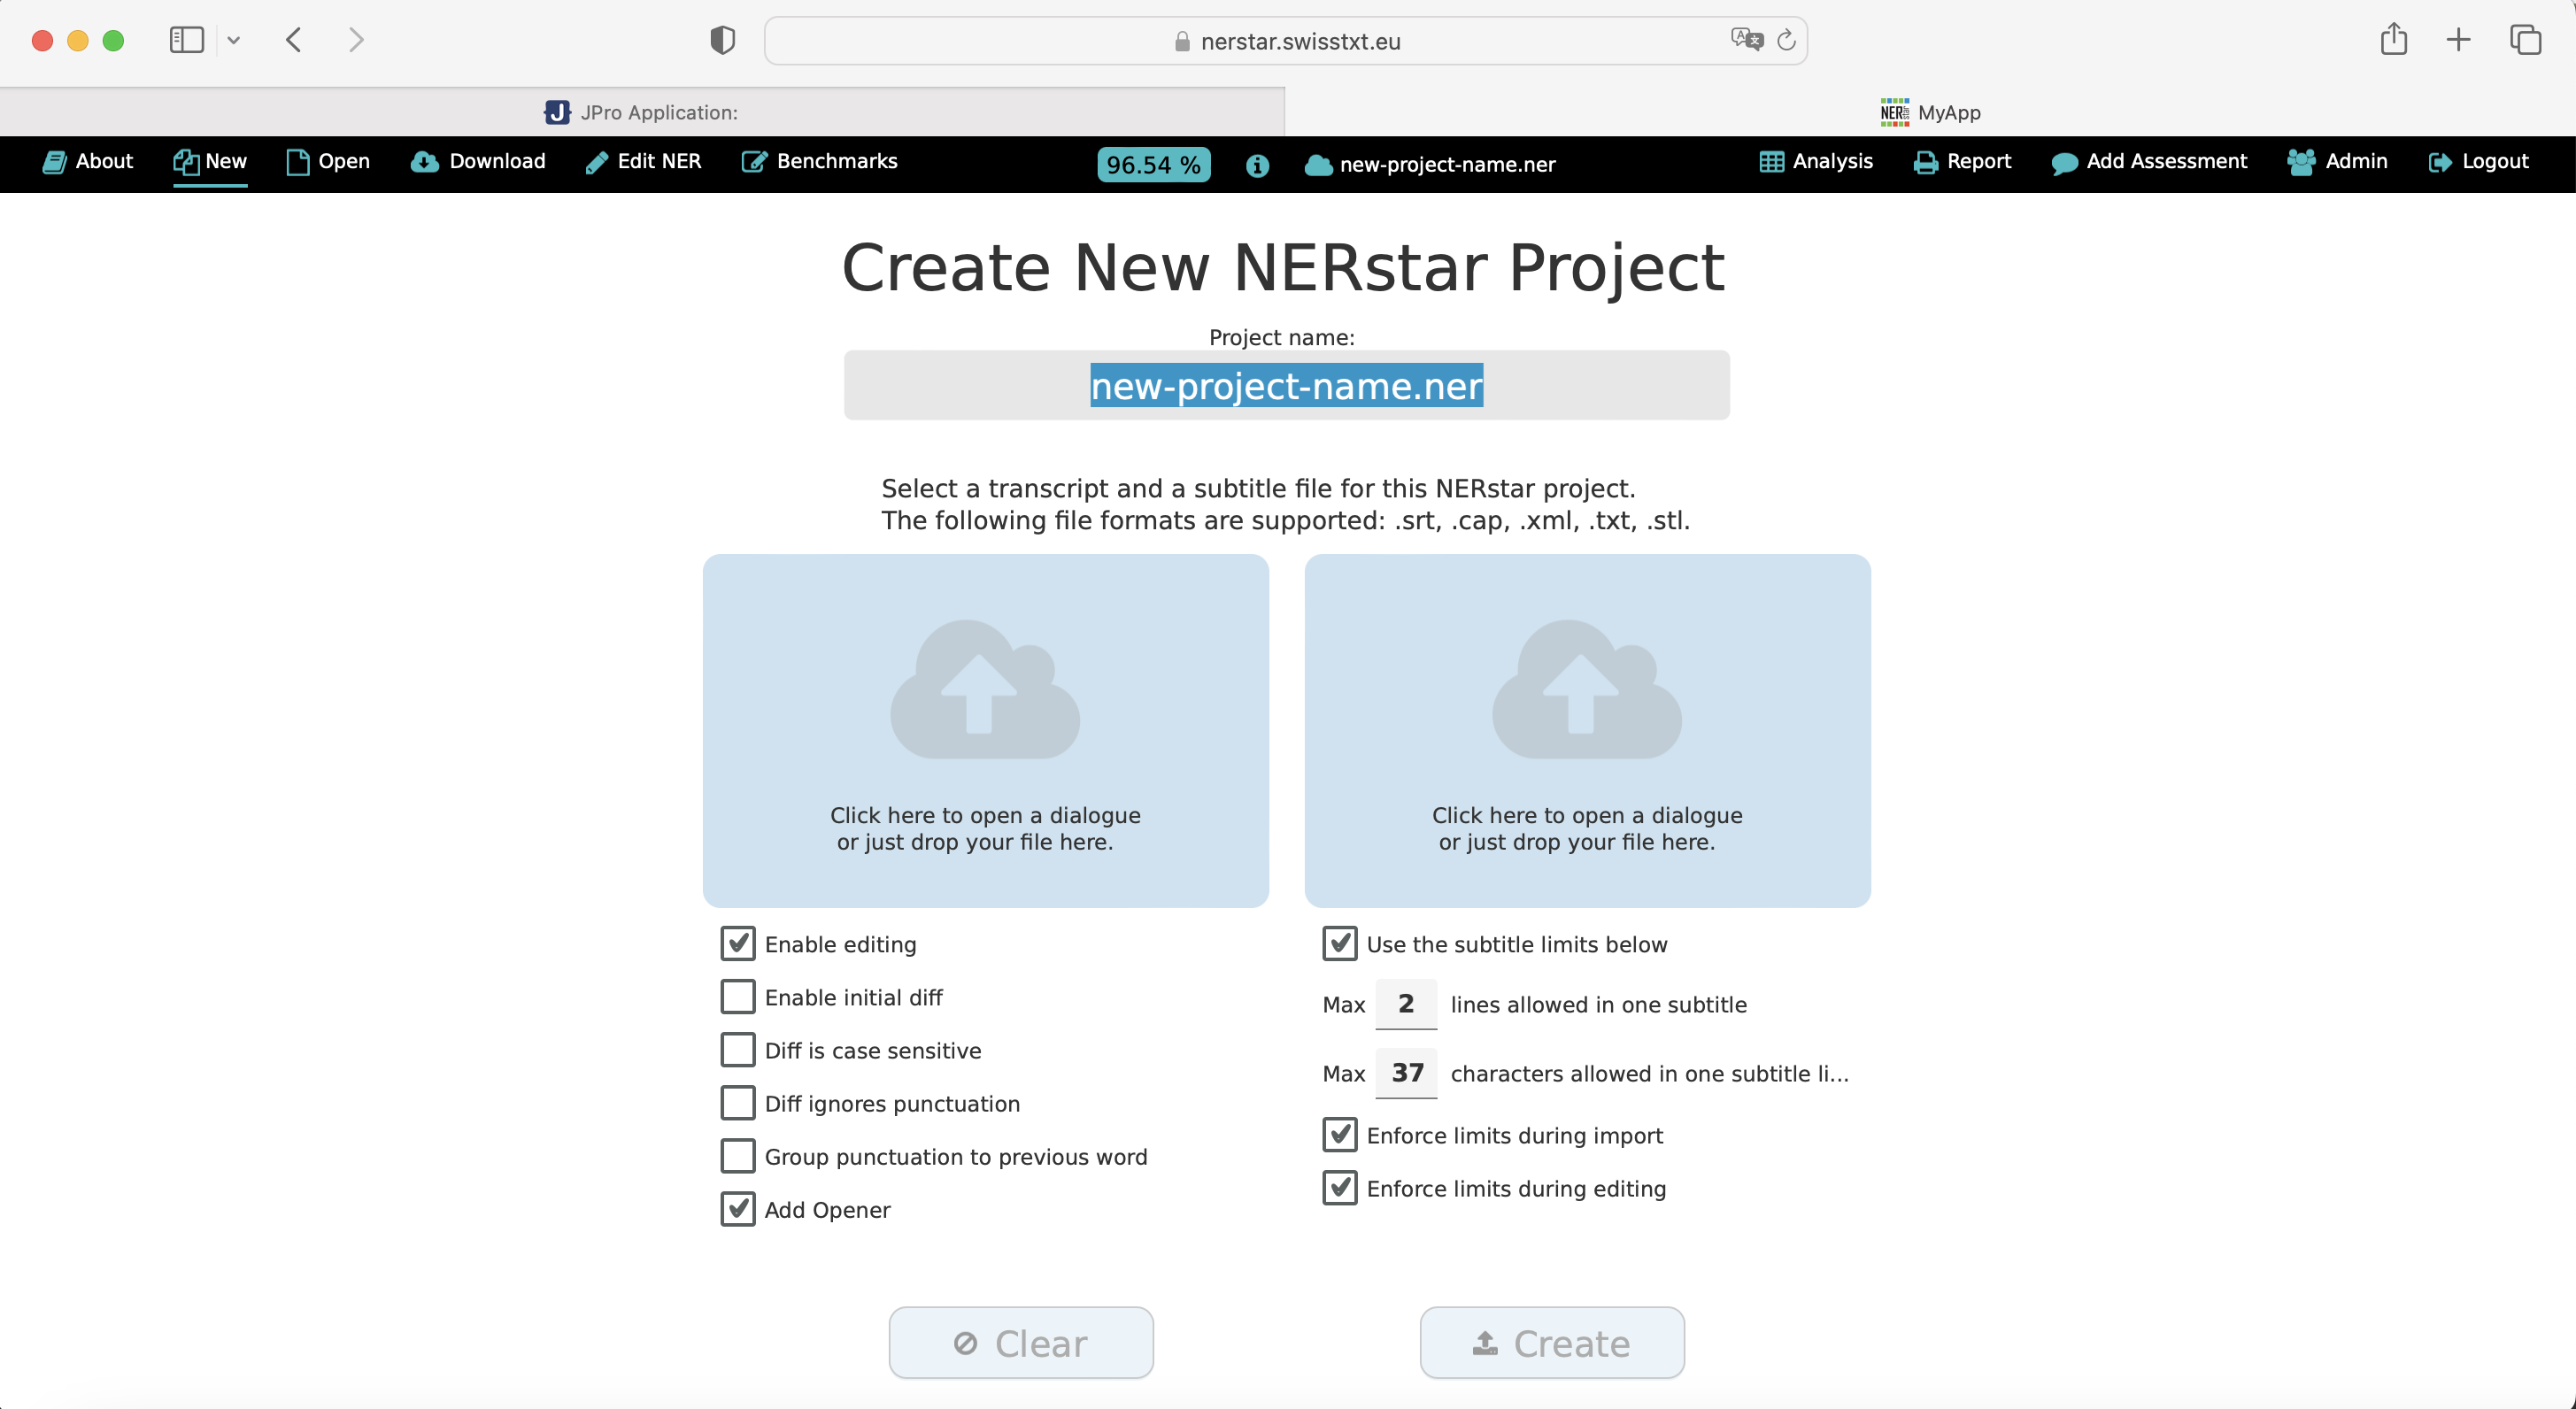 nerstar.swisstxt.eu
JPro Application:
MyApp
About New Open Download Edit NER Benchmarks 96.54 % new-project-name.ner Analysis Report Add Assessment Admin Logout
Create New NERstar Project
Project name:
new-project-name.ner
Select a transcript and a subtitle file for this NERstar project.
The following file formats are supported: .srt, .cap, .xml, .txt, .stl.
Click here to open a dialogue
or just drop your file here.
Click here to open a dialogue
or just drop your file here.
Enable editing
Enable initial diff
Diff is case sensitive
Diff ignores punctuation
Group punctuation to previous word
Add Opener
Use the subtitle limits below
Max 2 lines allowed in one subtitle
Max 37 characters allowed in one subtitle li...
Enforce limits during import
Enforce limits during editing
Clear
Create